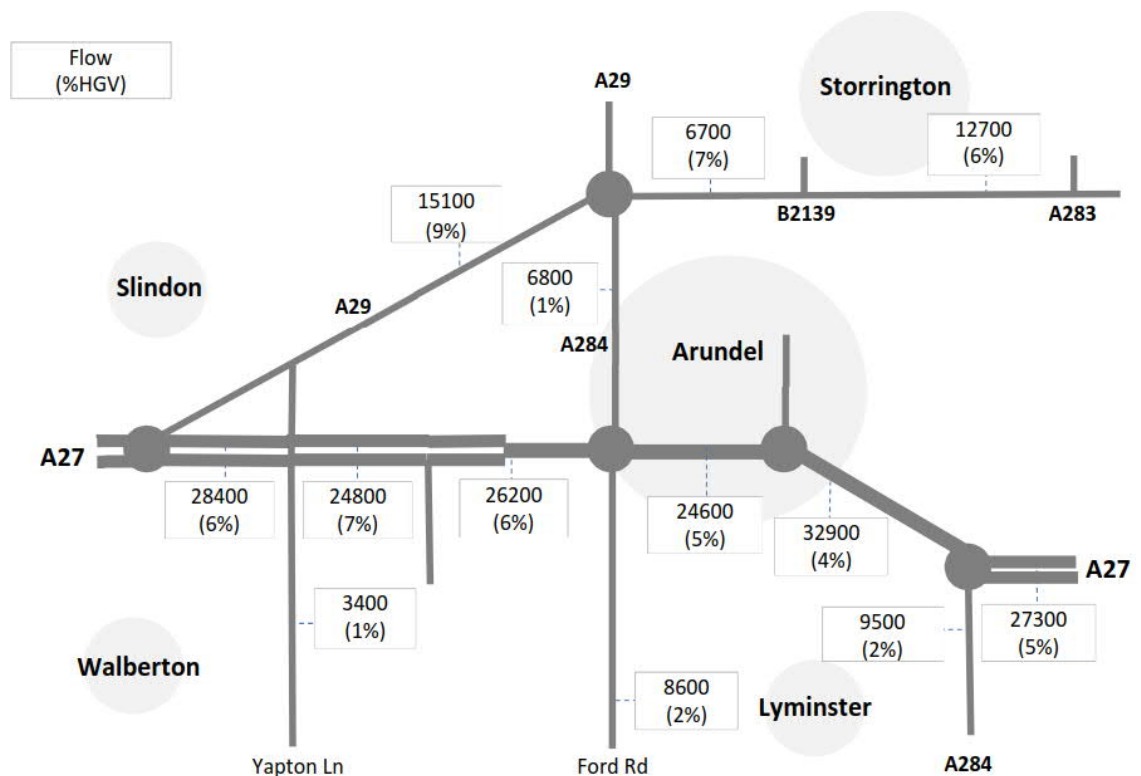 Flow
(%HGV)
A29
Storrington
6700
(7%)
12700
(6%)
B2139
A283
15100
(9%)
Slindon
A29
6800
(1%)
A284
Arundel
A27
28400
(6%)
24800
(7%)
26200
(6%)
24600
(5%)
32900
(4%)
A27
3400
(1%)
9500
(2%)
27300
(5%)
Walberton
8600
(2%)
Lyminster
Yapton Ln
Ford Rd
A284